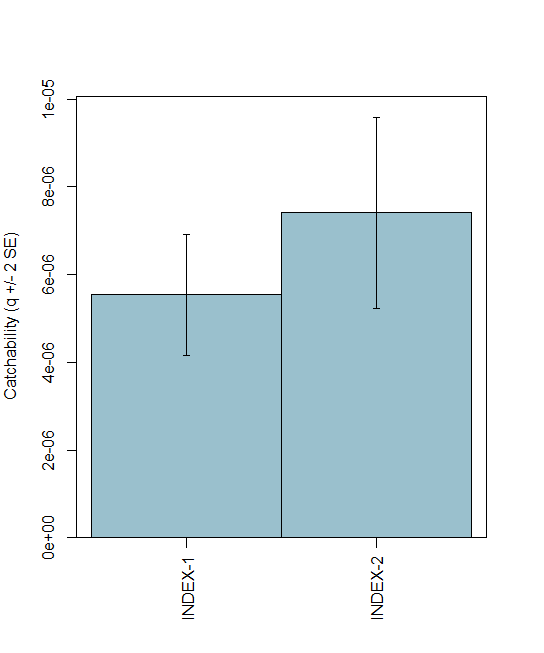 Catchability (q +/- 2 SE)
1e-05
8e-06
6e-06
4e-06
2e-06
0e+00
INDEX-1
INDEX-2